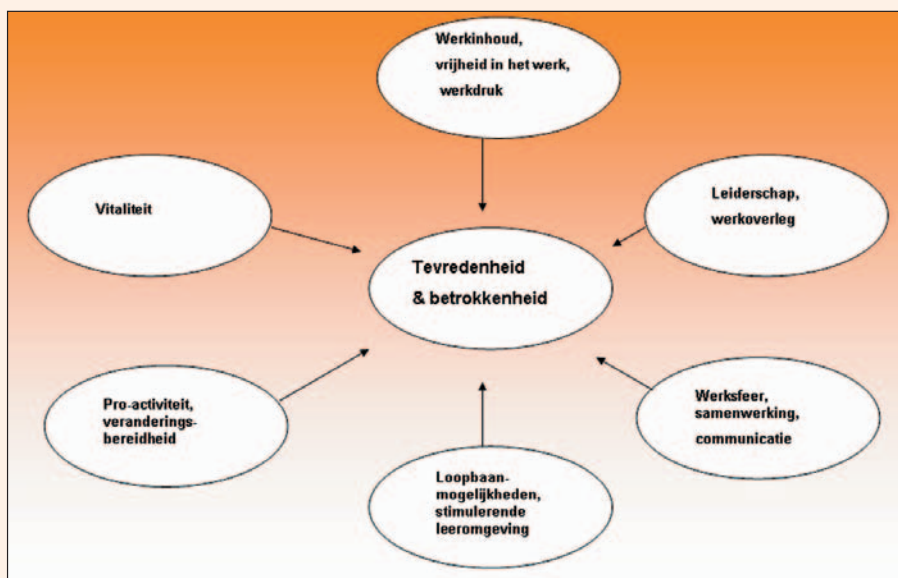 Werkinhoud,
vrijheid in het werk,
werkdruk
Vitaliteit
Leiderschap,
werkoverleg
Tevredenheid
& betrokkenheid
Pro-activiteit,
veranderings-
bereidheid
Werksfeer,
samenwerking,
communicatie
Loopbaan-
mogelijkheden,
stimulerende
leeromgeving